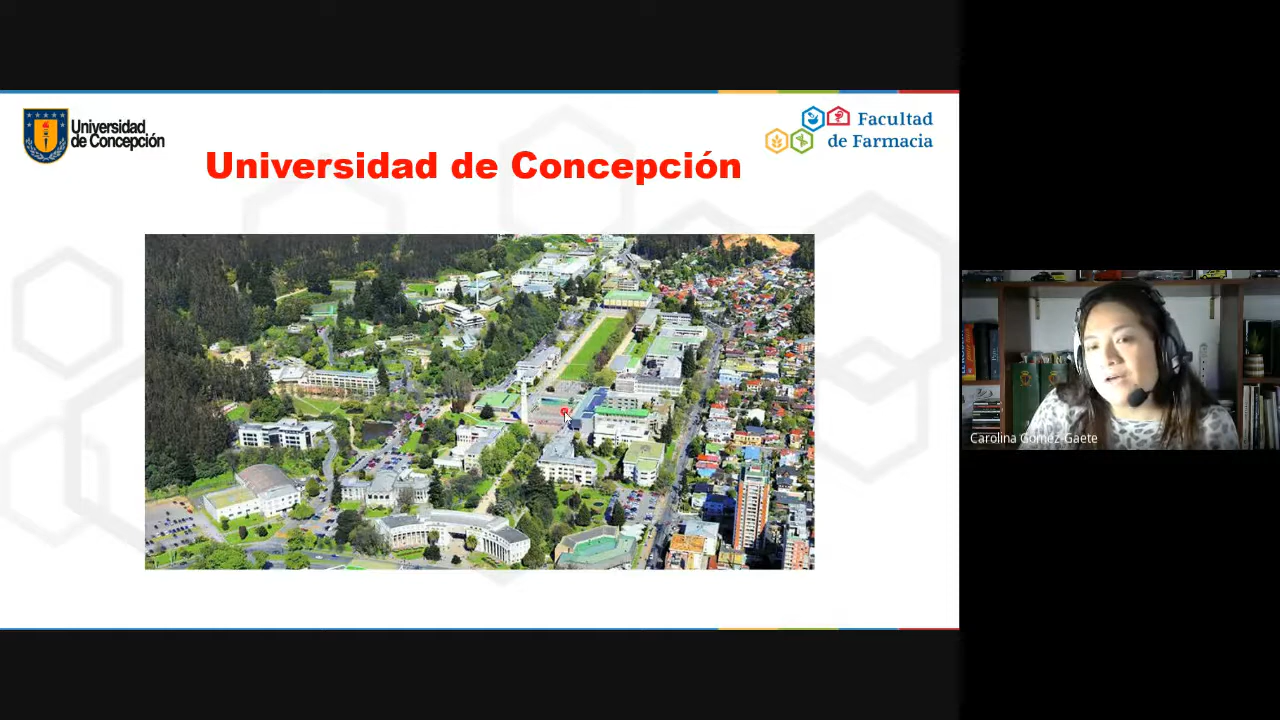 Universidad
de Concepción
Facultad
de Farmacia
Universidad de Concepción
Carolina Gómez-Gaete